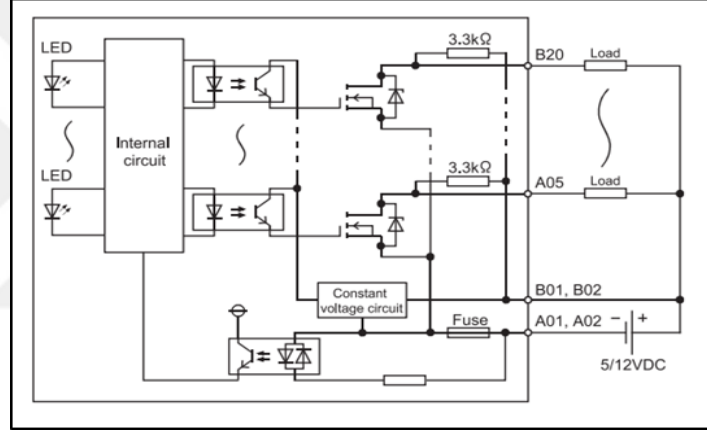 LED
3.3kΩ
B20
Load
Internal
circuit
LED
3.3kΩ
A05
Load
Constant
voltage circuit
B01, B02
Fuse
A01, A02
− +
5/12VDC